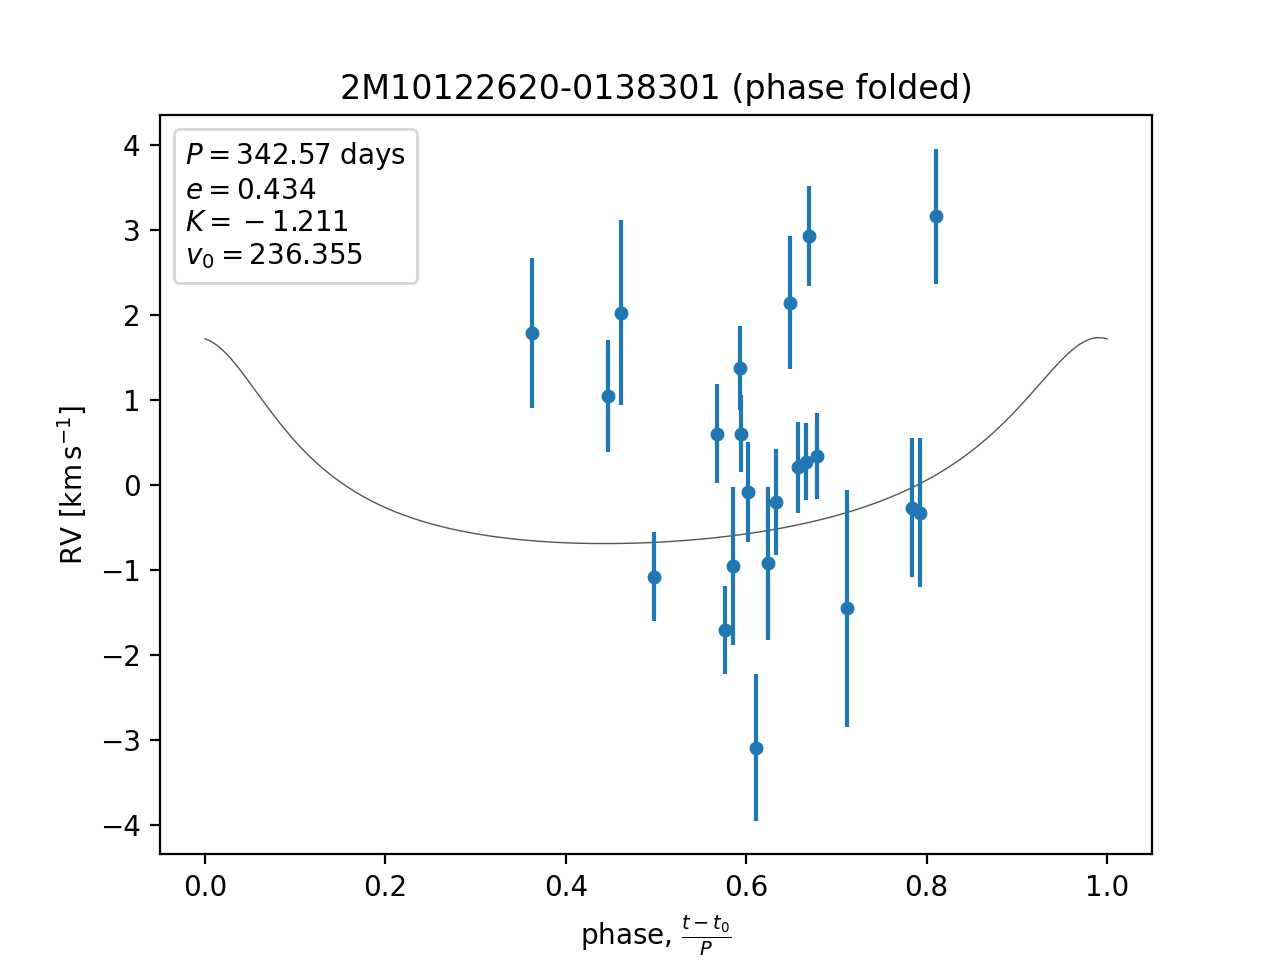 2M10122620-0138301 (phase folded)
P = 342.57 days
e = 0.434
K = −1.211
v₀ = 236.355
4
3
2
1
0
−1
−2
−3
−4
RV [km s⁻¹]
0.0 0.2 0.4 0.6 0.8 1.0
phase, (t − t₀)/P